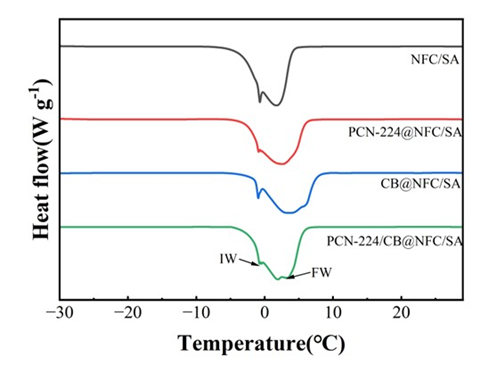 Heat flow(W g⁻¹)
NFC/SA
PCN-224@NFC/SA
CB@NFC/SA
PCN-224/CB@NFC/SA
IW
FW
−30 −20 −10 0 10 20
Temperature(℃)